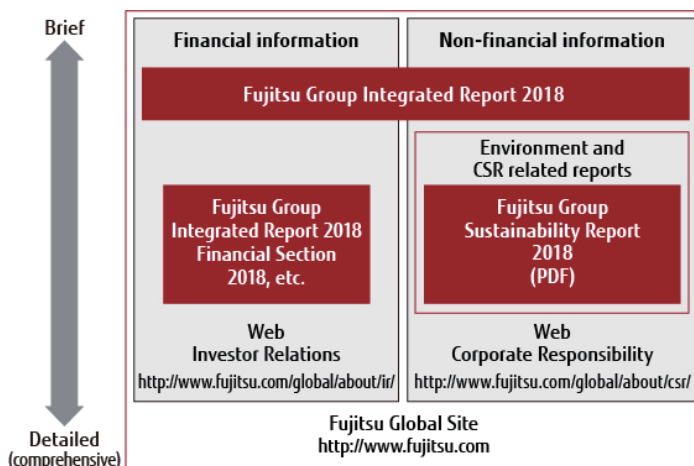 Brief
Financial information
Non-financial information
Fujitsu Group Integrated Report 2018
Environment and
CSR related reports
Fujitsu Group
Integrated Report 2018
Financial Section
2018, etc.
Fujitsu Group
Sustainability Report
2018
(PDF)
Web
Investor Relations
http://www.fujitsu.com/global/about/ir/
Web
Corporate Responsibility
http://www.fujitsu.com/global/about/csr/
Detailed
(comprehensive)
Fujitsu Global Site
http://www.fujitsu.com